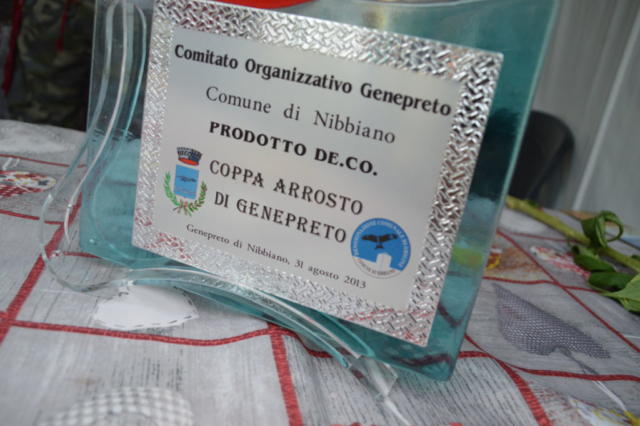 Comitato Organizzativo Genepreto
Comune di Nibbiano
PRODOTTO DE.CO.
COPPA ARROSTO
DI GENEPRETO
Genepreto di Nibbiano, 31 agosto 2013